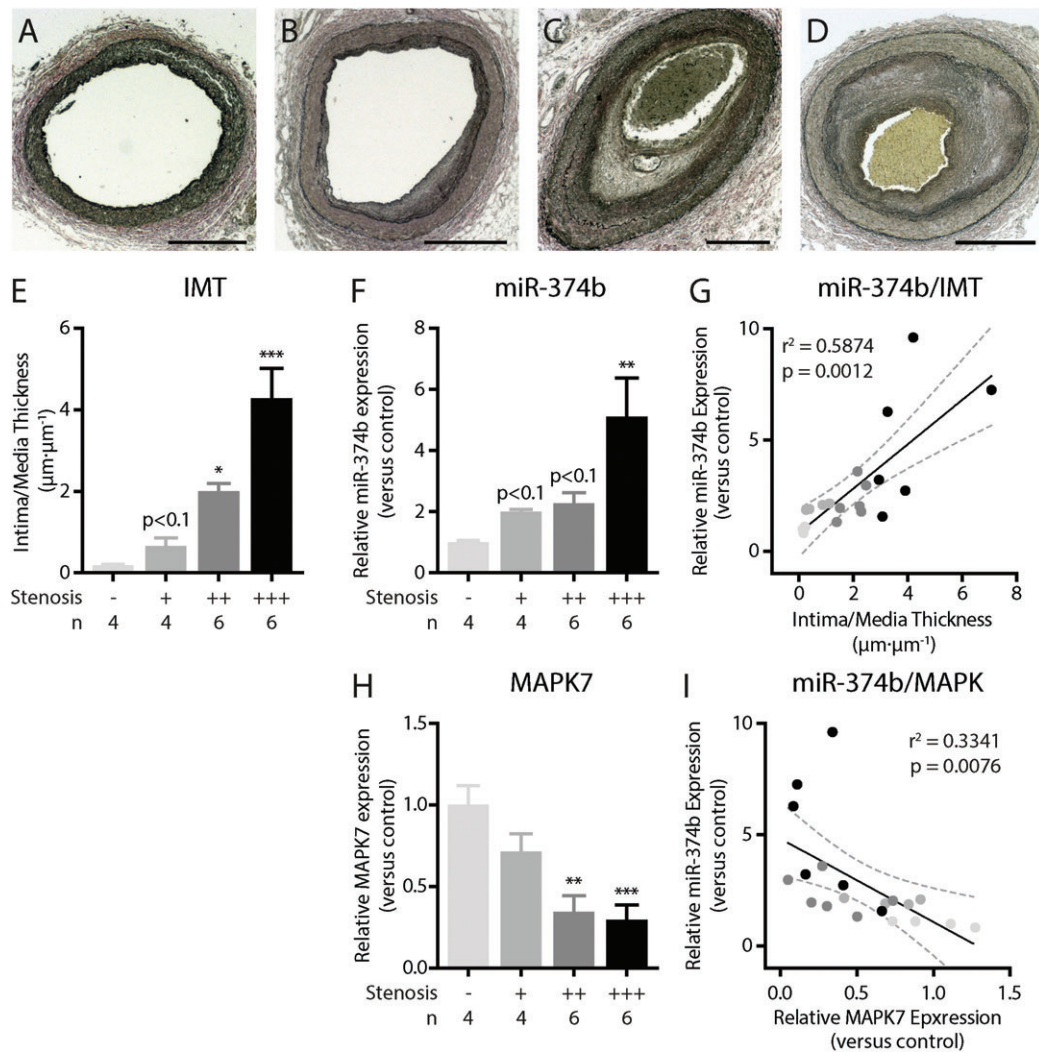 A
B
C
D
E
IMT
Intima/Media Thickness
(µm·µm⁻¹)
6
4
2
0
p<0.1
*
***
Stenosis - + ++ +++
n 4 4 6 6
F
miR-374b
Relative miR-374b expression
(versus control)
8
6
4
2
0
p<0.1
p<0.1
**
Stenosis - + ++ +++
n 4 4 6 6
G
miR-374b/IMT
Relative miR-374b Expression
(versus control)
10
5
0
r² = 0.5874
p = 0.0012
0 2 4 6 8
Intima/Media Thickness
(µm·µm⁻¹)
H
MAPK7
Relative MAPK7 expression
(versus control)
1.5
1.0
0.5
0.0
**
***
Stenosis - + ++ +++
n 4 4 6 6
I
miR-374b/MAPK
Relative miR-374b Expression
(versus control)
10
5
0
r² = 0.3341
p = 0.0076
0.0 0.5 1.0 1.5
Relative MAPK7 Epxression
(versus control)